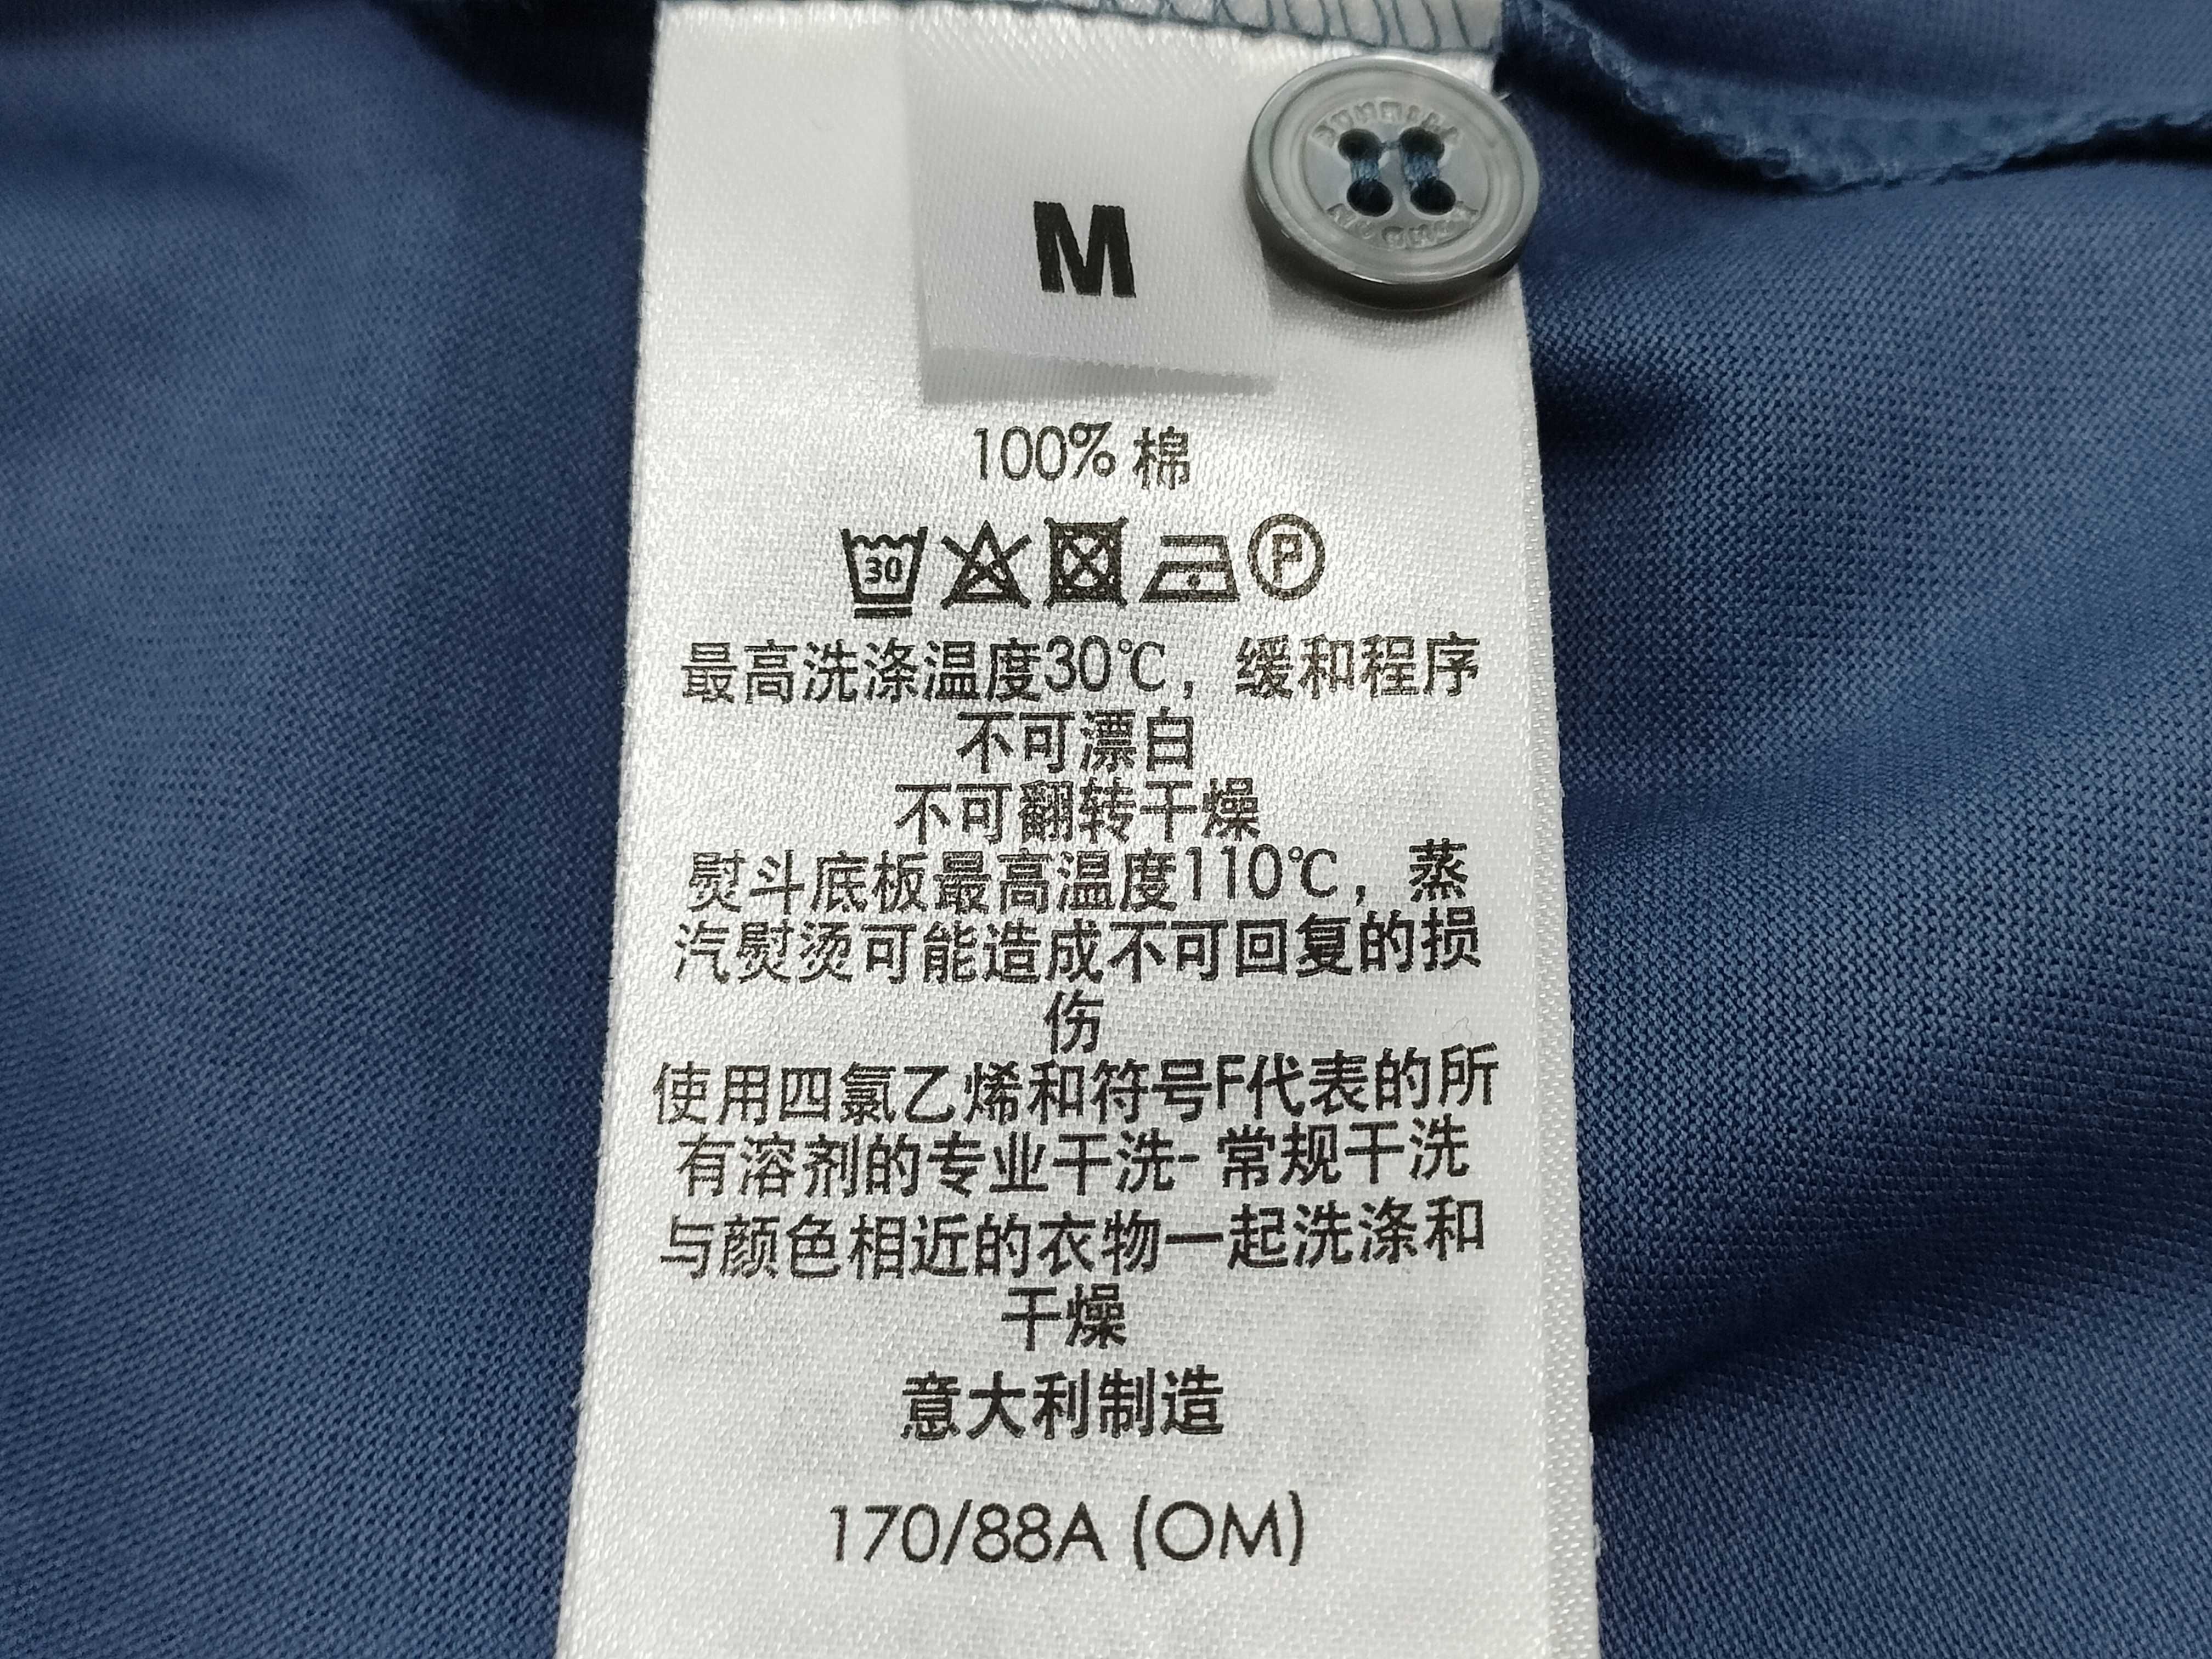 M
100% 棉
30 P
最高洗涤温度30℃，缓和程序
不可漂白
不可翻转干燥
熨斗底板最高温度110℃，蒸
汽熨烫可能造成不可回复的损
伤
使用四氯乙烯和符号F代表的所
有溶剂的专业干洗- 常规干洗
与颜色相近的衣物一起洗涤和
干燥
意大利制造
170/88A (OM)